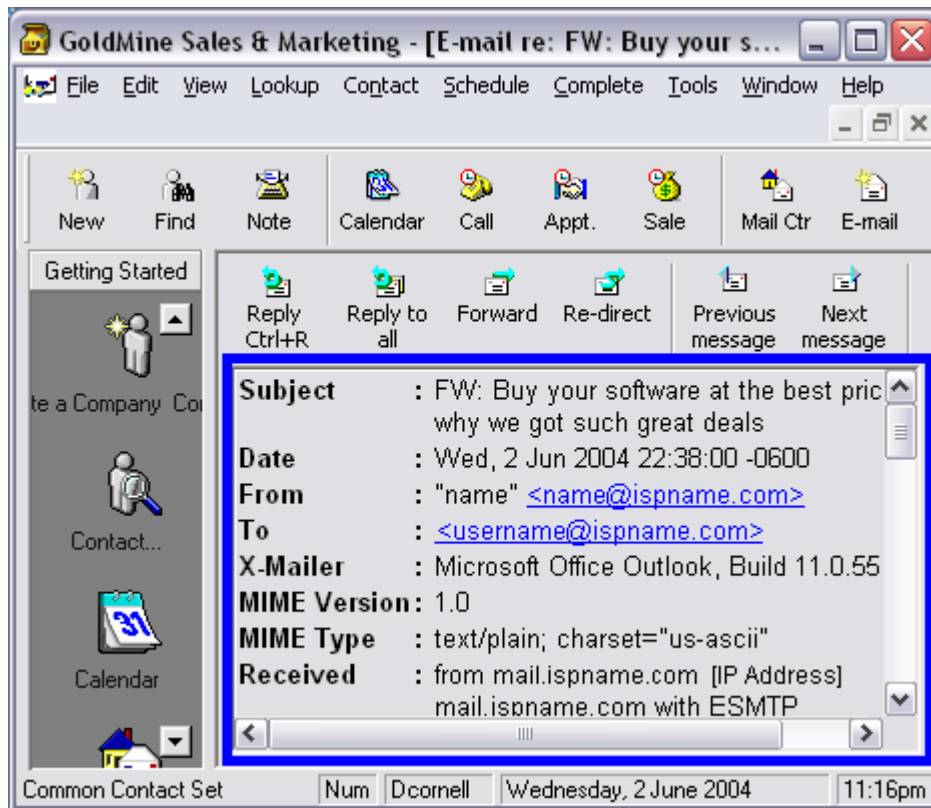 GoldMine Sales & Marketing - [E-mail re: FW: Buy your s...
File Edit View Lookup Contact Schedule Complete Tools Window Help
New Find Note Calendar Call Appt. Sale Mail Ctr E-mail
Getting Started
Reply Ctrl+R
Reply to all
Forward
Re-direct
Previous message
Next message
te a Company Co
Contact...
31
Calendar
Subject : FW: Buy your software at the best pric
why we got such great deals
Date : Wed, 2 Jun 2004 22:38:00 -0600
From : "name" <name@ispname.com>
To : <username@ispname.com>
X-Mailer : Microsoft Office Outlook, Build 11.0.55
MIME Version : 1.0
MIME Type : text/plain; charset="us-ascii"
Received : from mail.ispname.com [IP Address]
mail.ispname.com with ESMTP
Common Contact Set Num Dcornell Wednesday, 2 June 2004 11:16pm